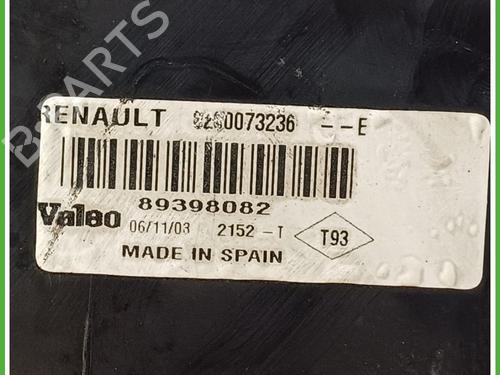 B-PARTS
RENAULT 8200073236 --E
89398082
Valeo 06/11/03 2152-T T93
MADE IN SPAIN